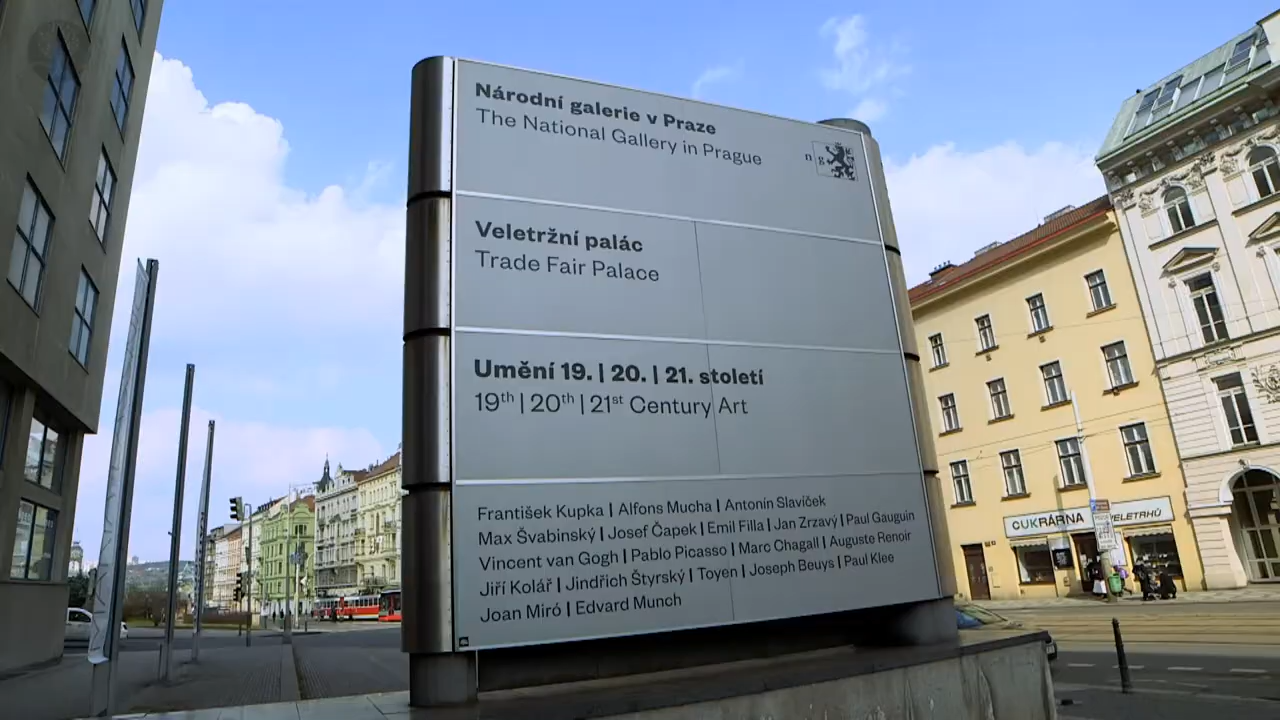 Národní galerie v Praze
The National Gallery in Prague
n g
Veletržní palác
Trade Fair Palace
Umění 19. | 20. | 21. století
19th | 20th | 21st Century Art
František Kupka | Alfons Mucha | Antonín Slavíček
Max Švabinský | Josef Čapek | Emil Filla | Jan Zrzavý | Paul Gauguin
Vincent van Gogh | Pablo Picasso | Marc Chagall | Auguste Renoir
Jiří Kolář | Jindřich Štyrský | Toyen | Joseph Beuys | Paul Klee
Joan Miró | Edvard Munch
CUKRÁRNA
VELETRHŮ